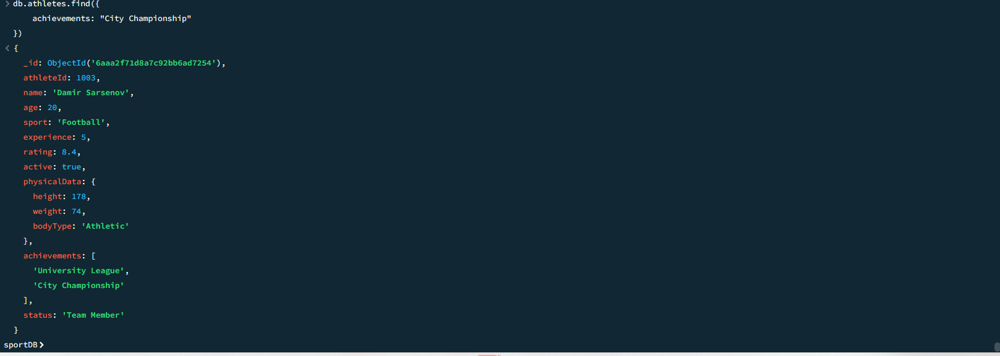 > db.athletes.find({
achievements: "City Championship"
})
< {
_id: ObjectId('6aaa2f71d8a7c92bb6ad7254'),
athleteId: 1003,
name: 'Damir Sarsenov',
age: 20,
sport: 'Football',
experience: 5,
rating: 8.4,
active: true,
physicalData: {
height: 178,
weight: 74,
bodyType: 'Athletic'
},
achievements: [
'University League',
'City Championship'
],
status: 'Team Member'
}
sportDB>